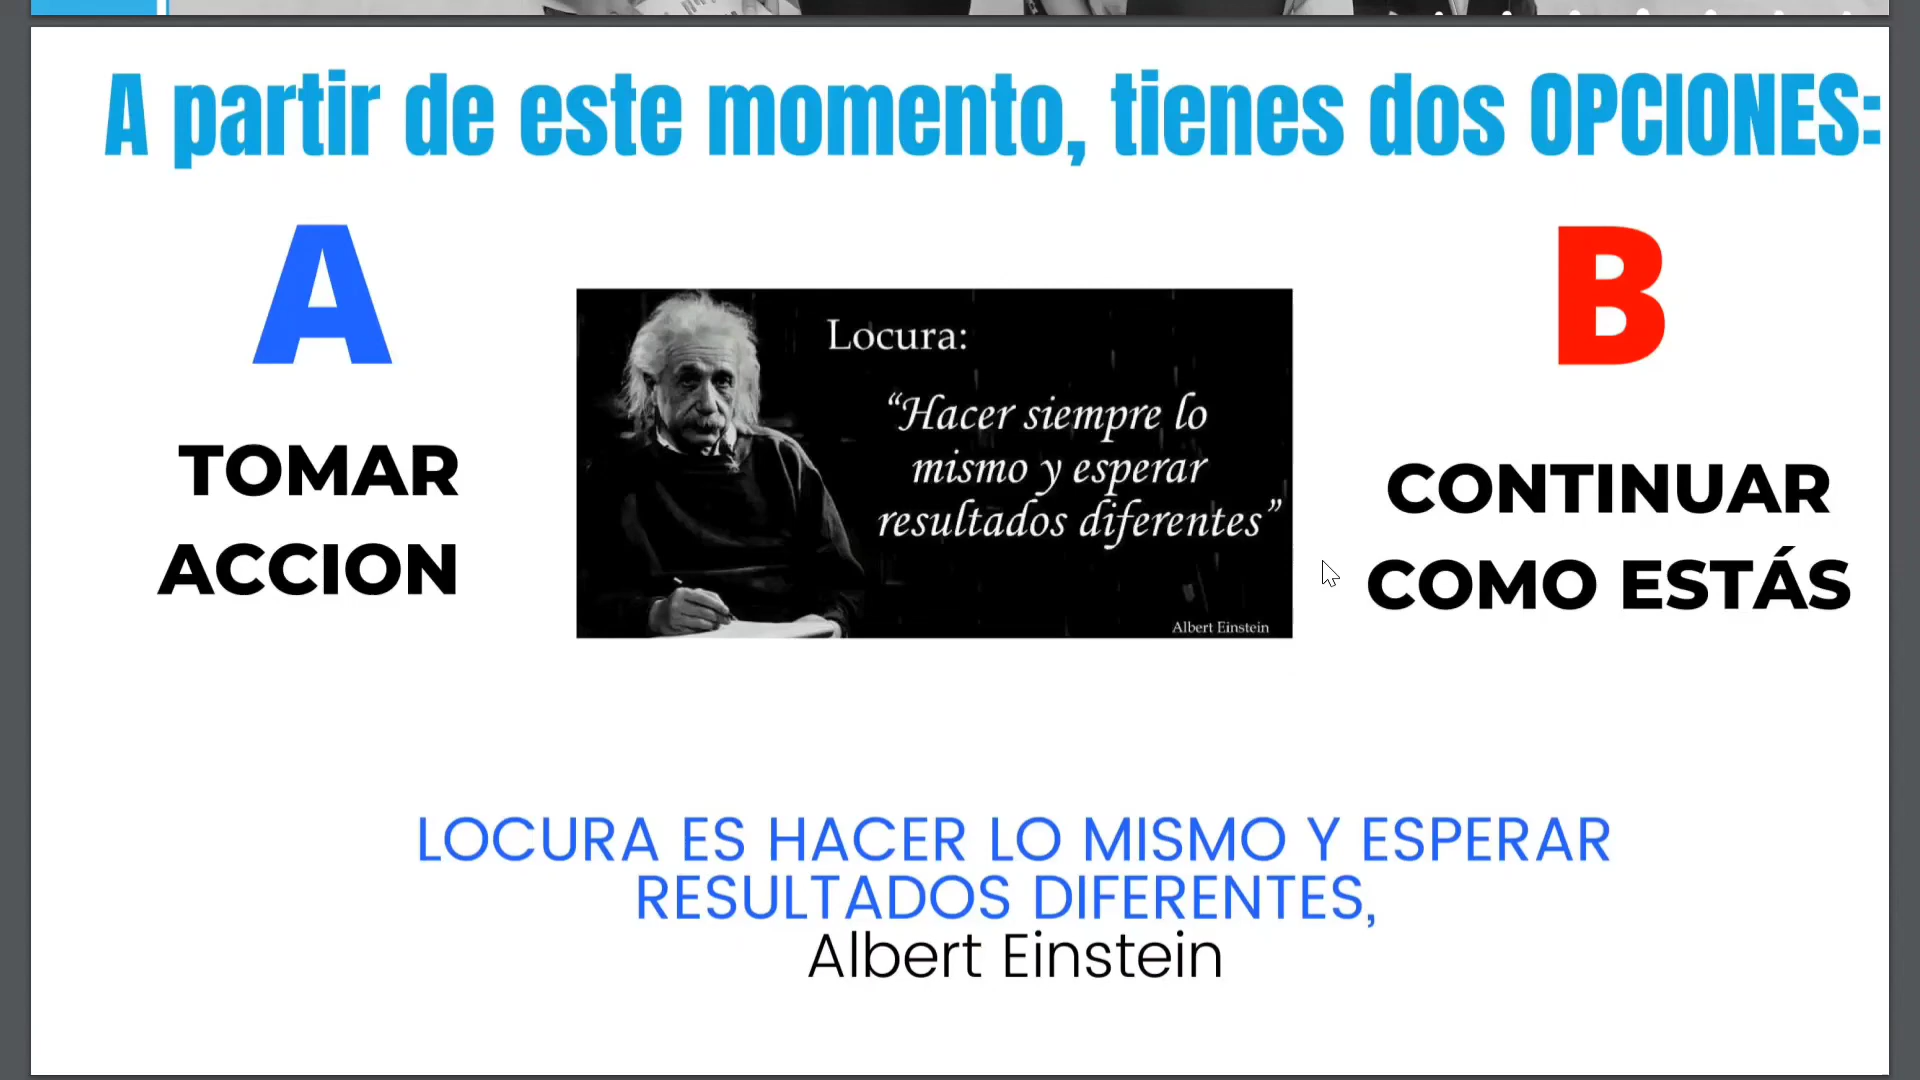 A partir de este momento, tienes dos OPCIONES:
A
TOMAR
ACCION
Locura:
“Hacer siempre lo
mismo y esperar
resultados diferentes”
Albert Einstein
B
CONTINUAR
COMO ESTÁS
LOCURA ES HACER LO MISMO Y ESPERAR
RESULTADOS DIFERENTES,
Albert Einstein